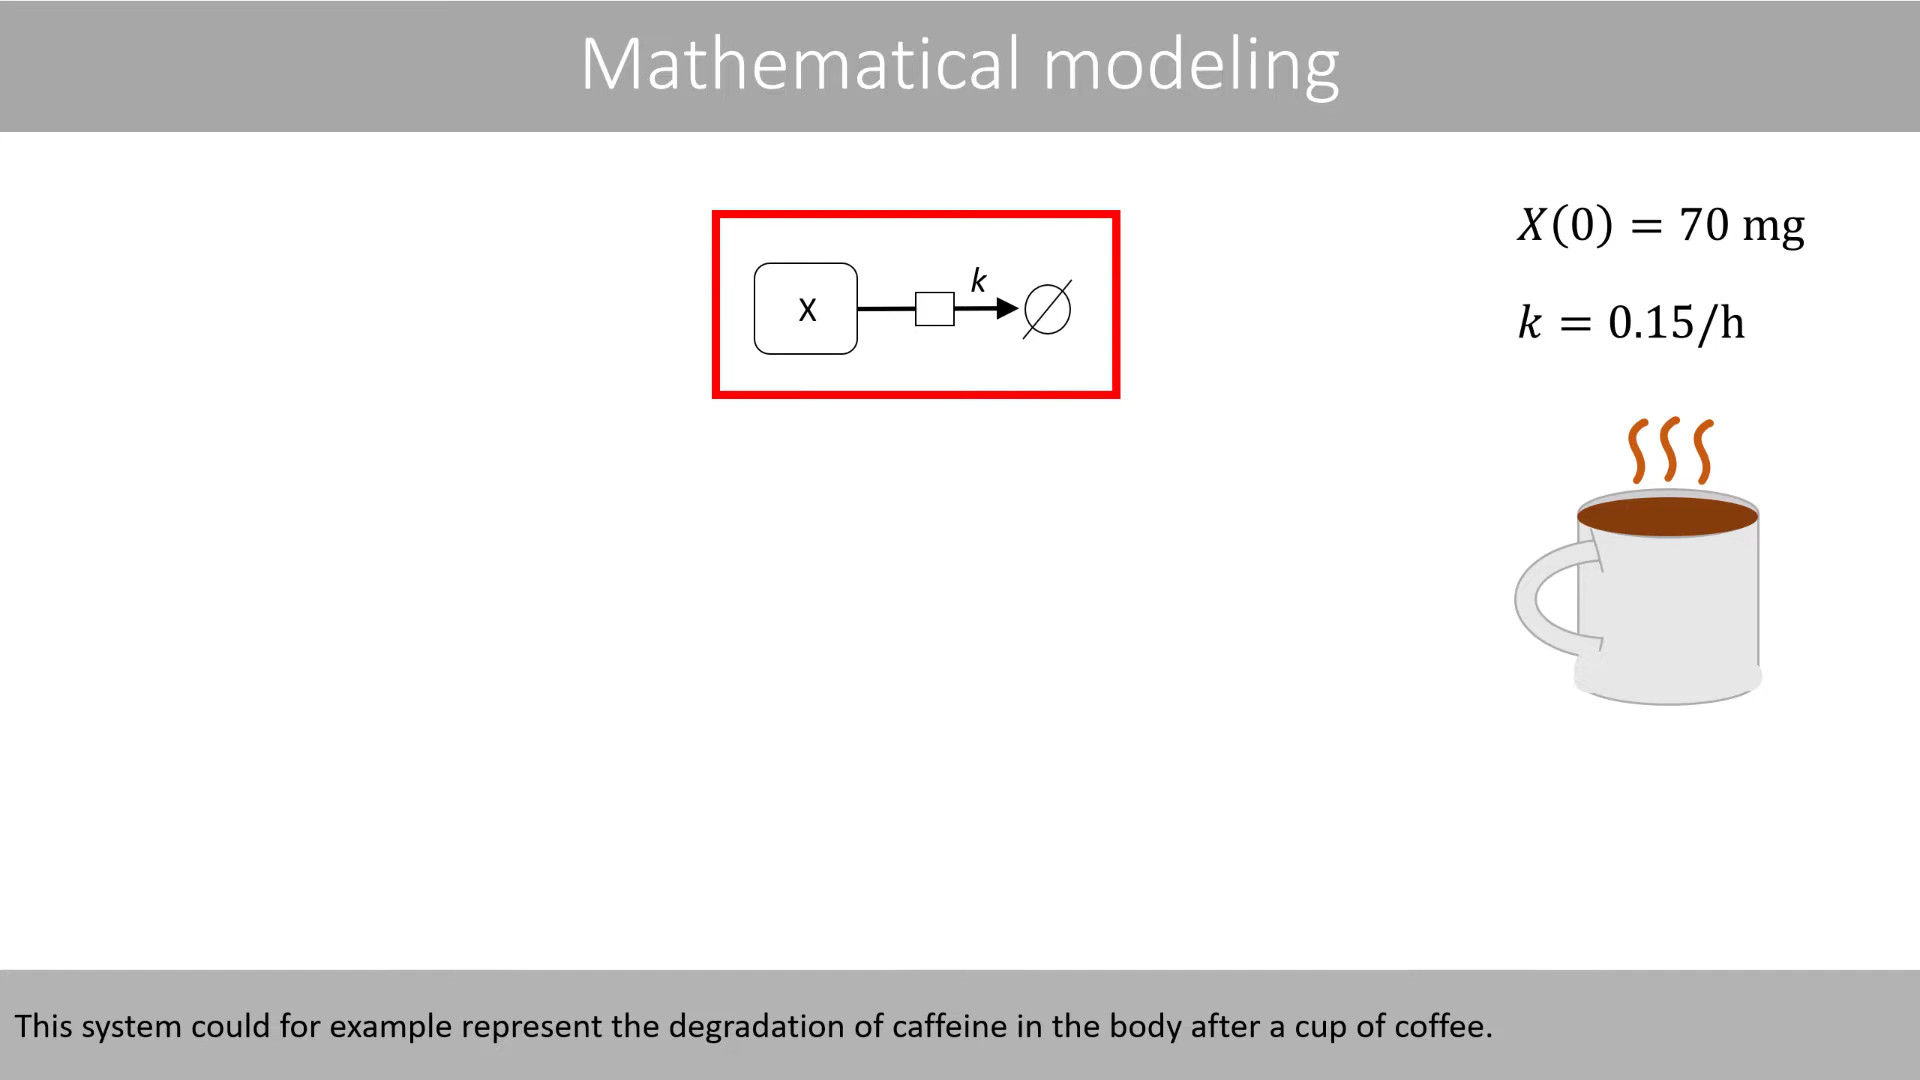 Mathematical modeling
X
k
X(0) = 70 mg
k = 0.15/h
This system could for example represent the degradation of caffeine in the body after a cup of coffee.